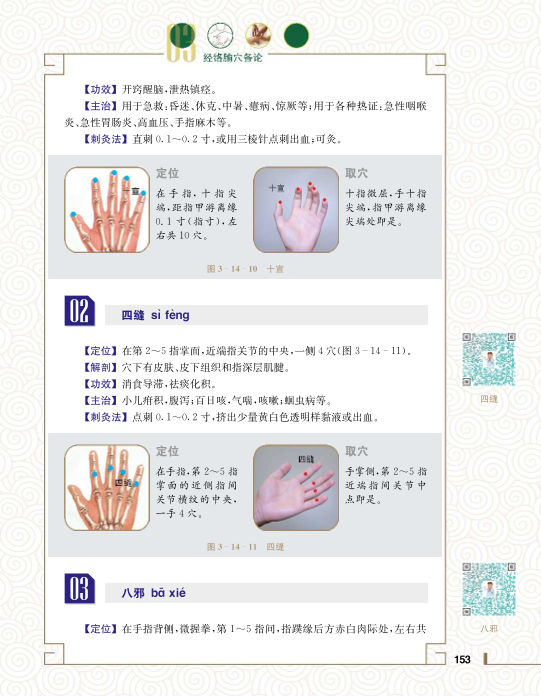 03
经络腧穴各论
【功效】开窍醒脑,泄热镇痉。
【主治】用于急救:昏迷、休克、中暑、癔病、惊厥等;用于各种热证:急性咽喉
炎、急性胃肠炎、高血压、手指麻木等。
【刺灸法】直刺 0.1～0.2 寸,或用三棱针点刺出血;可灸。
十宣
定位
在手指,十指尖
端,距指甲游离缘
0.1 寸(指寸),左
右共 10 穴。
十宣
取穴
十指微屈,手十指
尖端,指甲游离缘
尖端处即是。
图 3-14-10 十宣
02
四缝 sì fèng
【定位】在第 2～5 指掌面,近端指关节的中央,一侧 4 穴(图 3-14-11)。
【解剖】穴下有皮肤、皮下组织和指深层肌腱。
【功效】消食导滞,祛痰化积。
【主治】小儿疳积,腹泻;百日咳,气喘,咳嗽;蛔虫病等。
【刺灸法】点刺 0.1～0.2 寸,挤出少量黄白色透明样黏液或出血。
四缝
四缝
定位
在手指,第 2～5 指
掌面的近侧指间
关节横纹的中央,
一手 4 穴。
四缝
取穴
手掌侧,第 2～5 指
近端指间关节中
点即是。
图 3-14-11 四缝
03
八邪 bā xié
【定位】在手指背侧,微握拳,第 1～5 指间,指蹼缘后方赤白肉际处,左右共
八邪
153